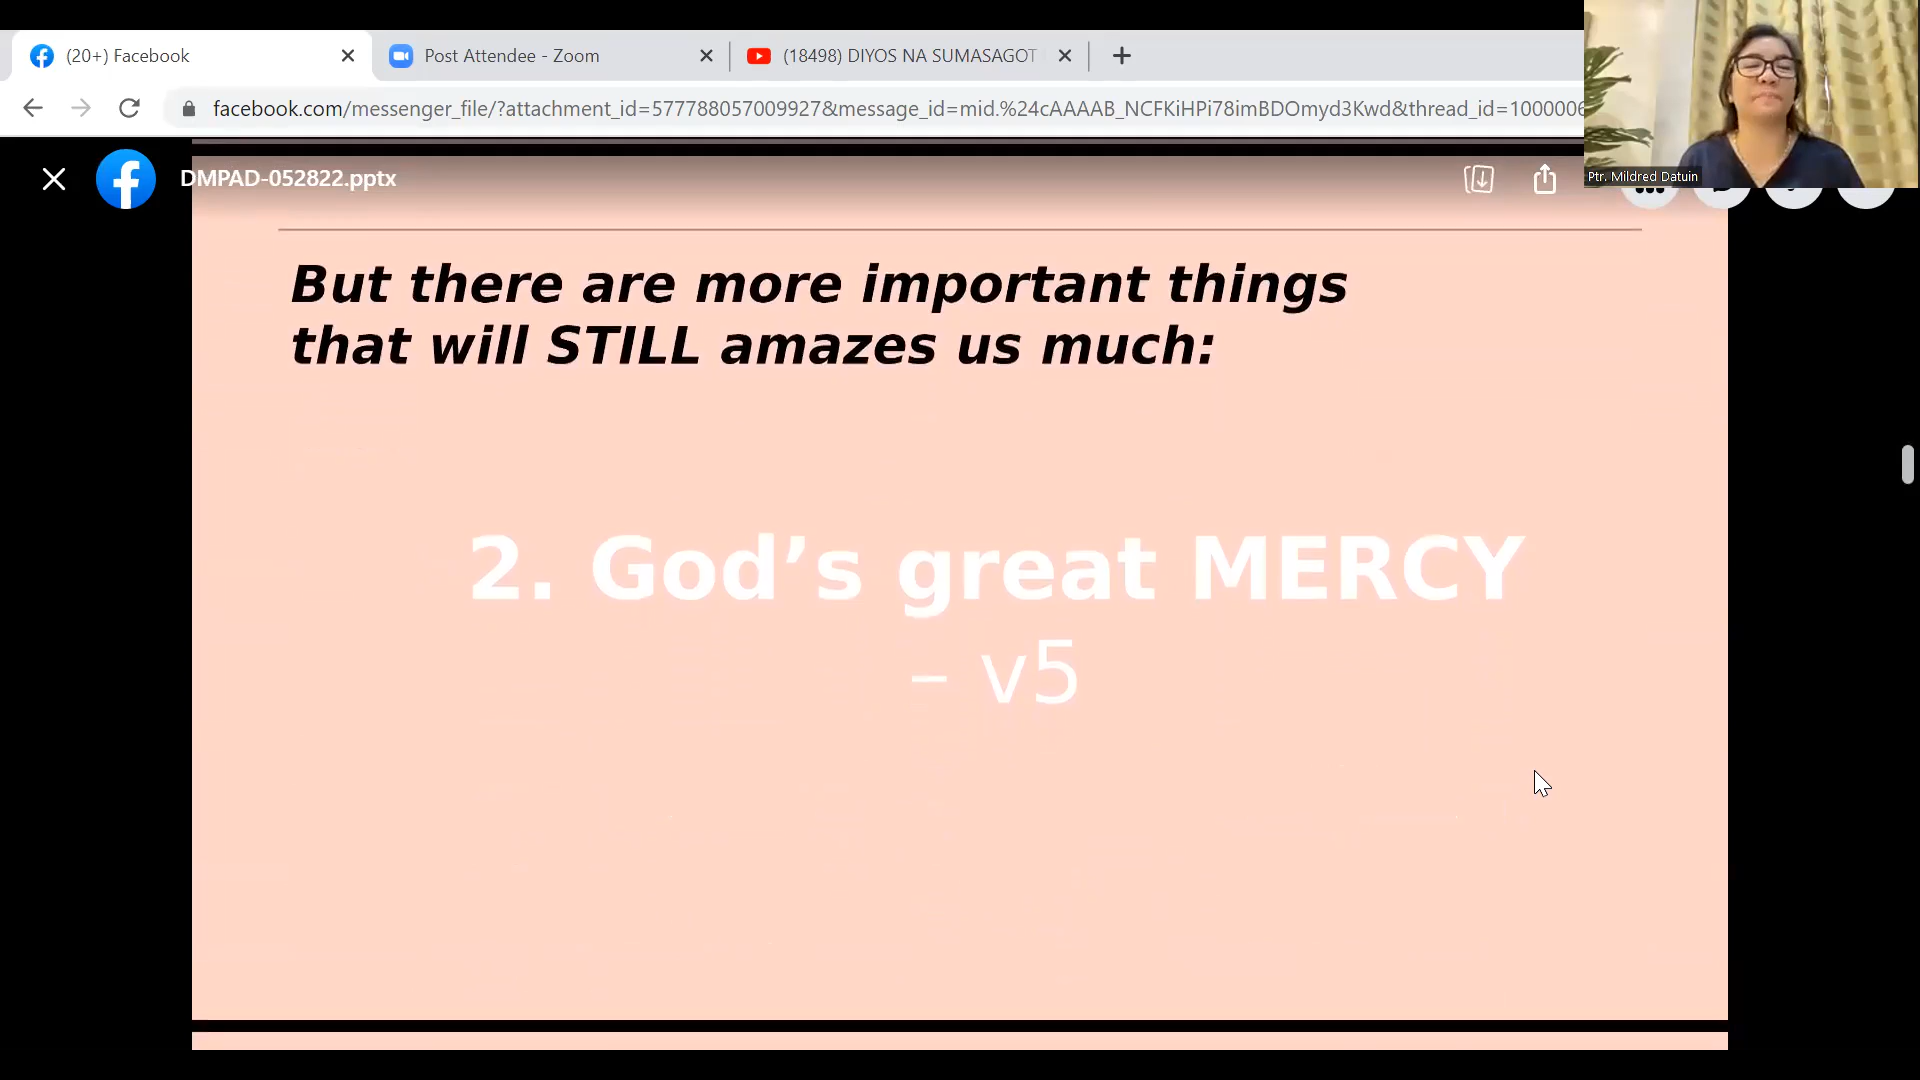 (20+) Facebook
Post Attendee - Zoom
(18498) DIYOS NA SUMASAGOT
facebook.com/messenger_file/?attachment_id=577788057009927&message_id=mid.%24cAAAAB_NCFKiHPi78imBDOmyd3Kwd&thread_id=1000006
Ptr. Mildred Datuin
DMPAD-052822.pptx
But there are more important things
that will STILL amazes us much:
2. God’s great MERCY
– v5